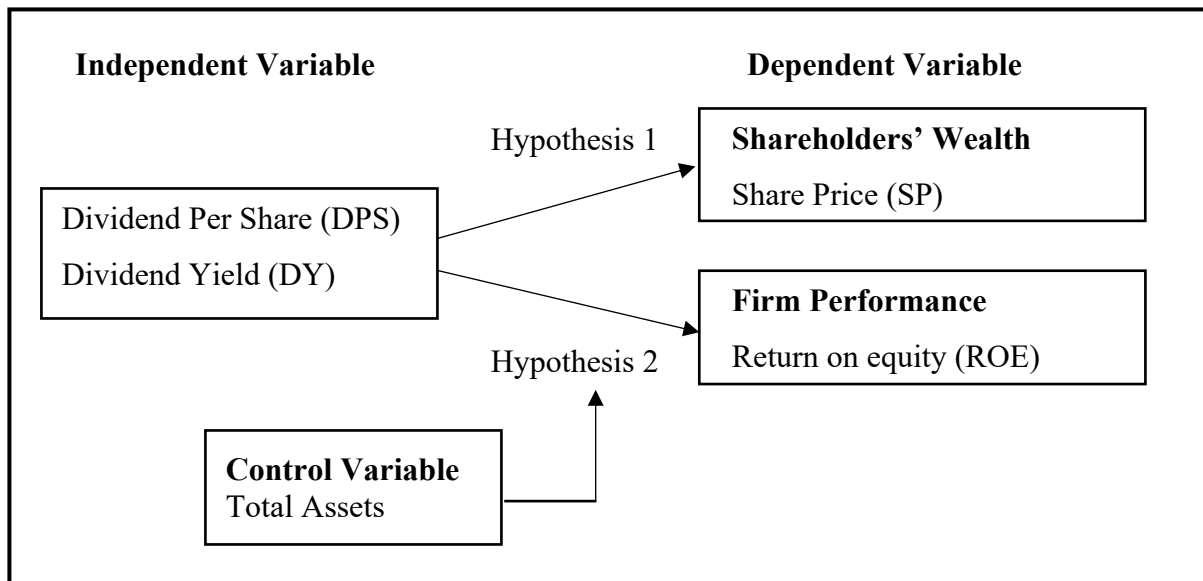 Independent Variable
Dependent Variable
Hypothesis 1
Shareholders’ Wealth
Share Price (SP)
Dividend Per Share (DPS)
Dividend Yield (DY)
Firm Performance
Return on equity (ROE)
Hypothesis 2
Control Variable
Total Assets